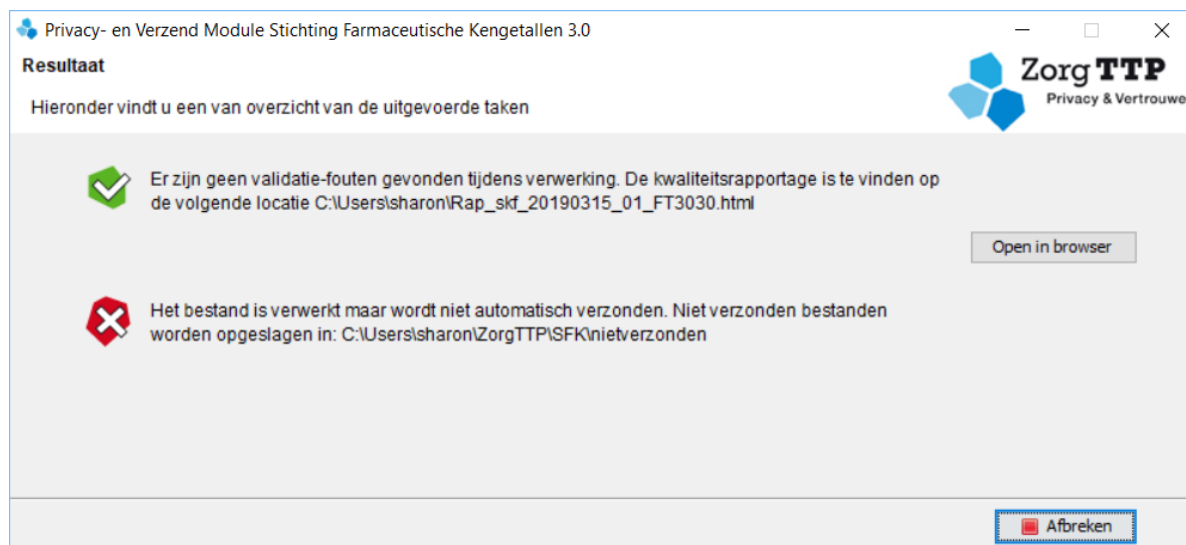 Privacy- en Verzend Module Stichting Farmaceutische Kengetallen 3.0
Resultaat
Hieronder vindt u een van overzicht van de uitgevoerde taken
Zorg TTP
Privacy & Vertrouwe
Er zijn geen validatie-fouten gevonden tijdens verwerking. De kwaliteitsrapportage is te vinden op
de volgende locatie C:\Users\sharon\Rap_skf_20190315_01_FT3030.html
Open in browser
Het bestand is verwerkt maar wordt niet automatisch verzonden. Niet verzonden bestanden
worden opgeslagen in: C:\Users\sharon\ZorgTTP\SFK\nietverzonden
Afbreken